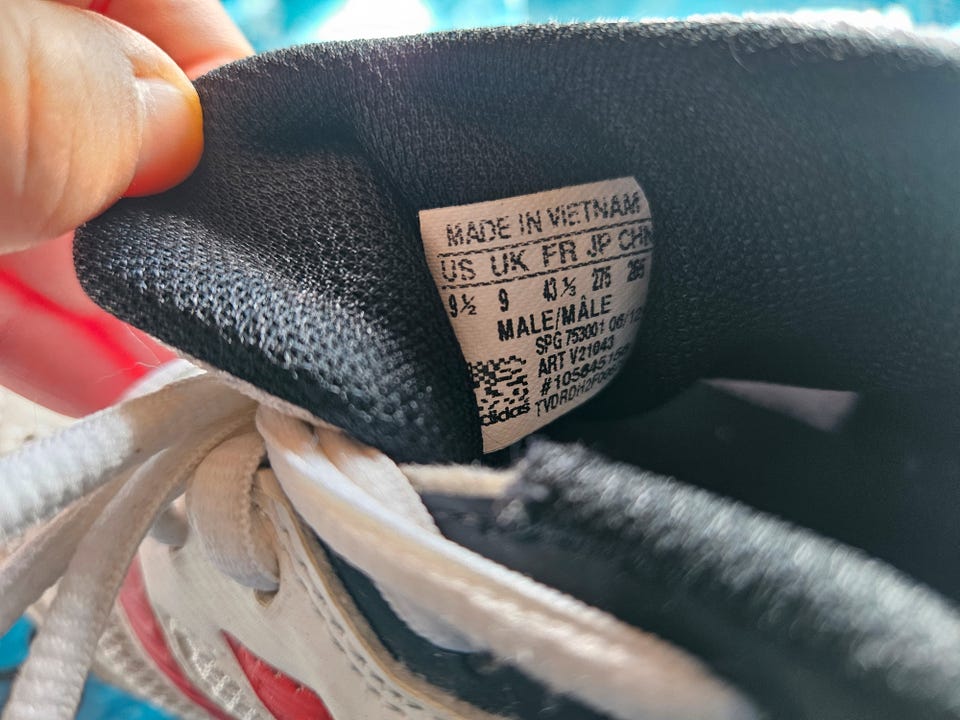 MADE IN VIETNAM
US UK FR JP CHN
9½ 9 43⅓ 275 265
MALE/MÂLE
SPG 753001 06/12
ART V21043
adidas